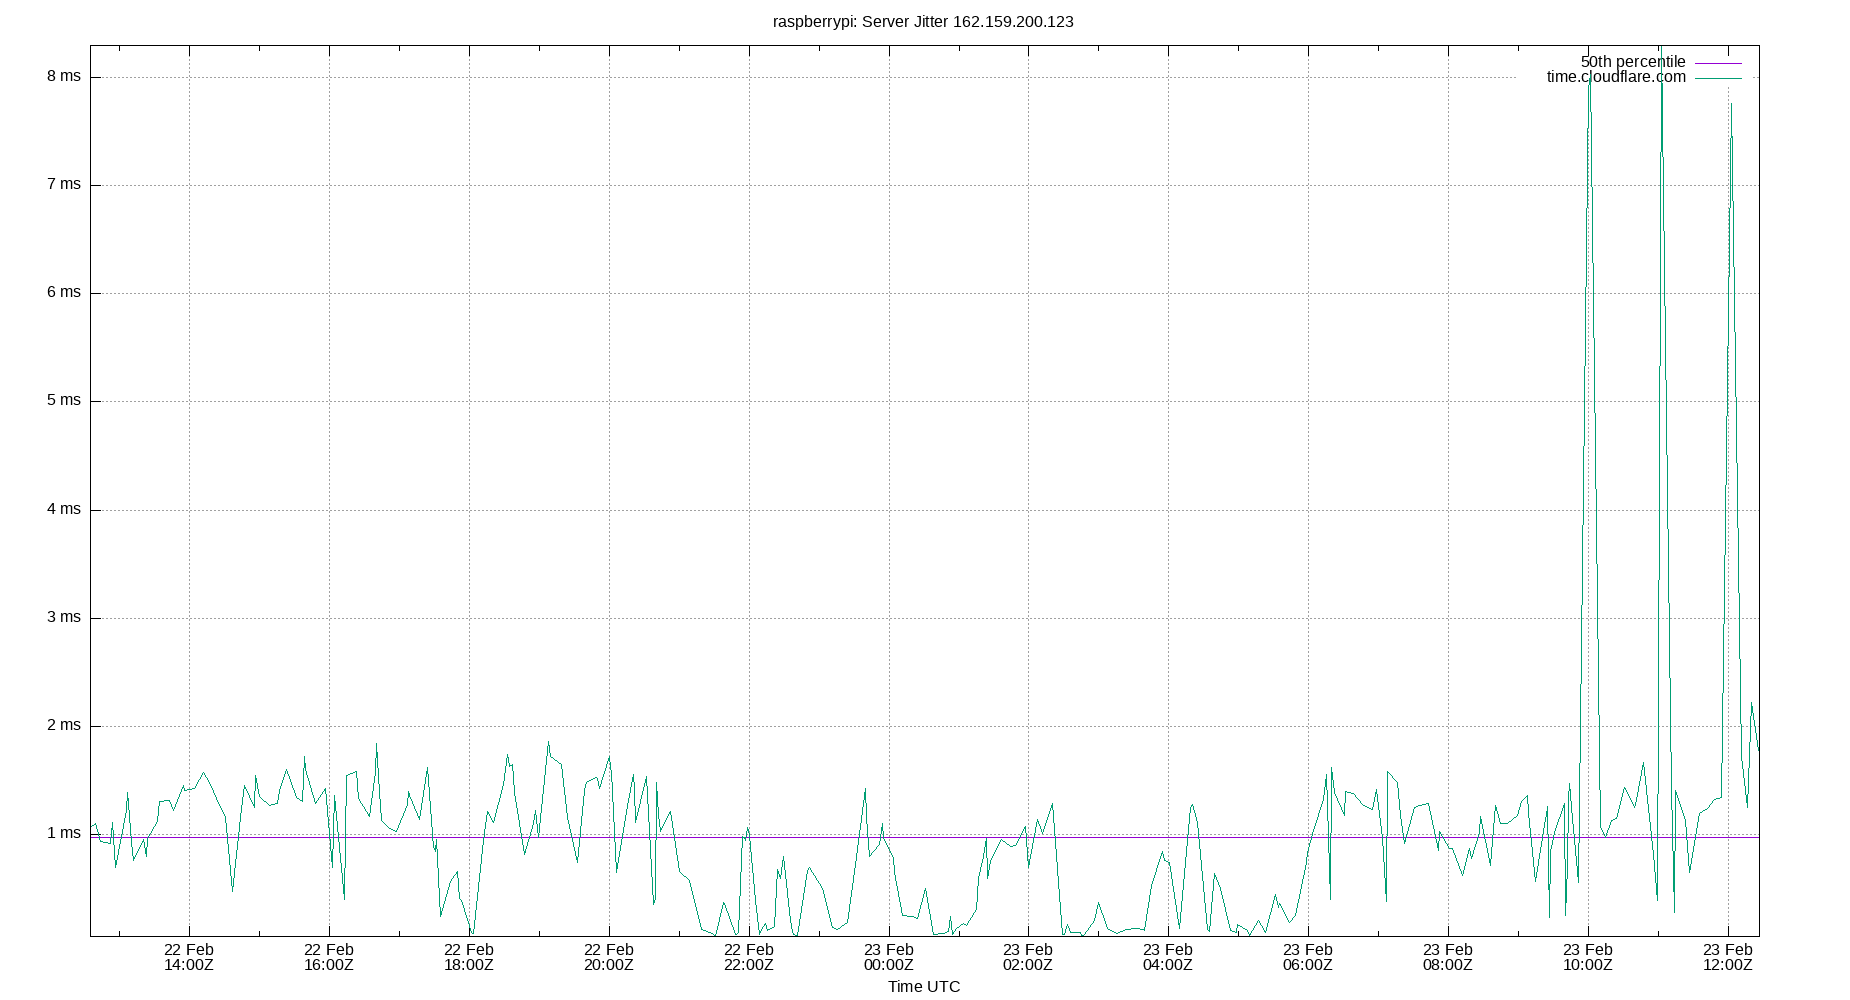 raspberrypi: Server Jitter 162.159.200.123
50th percentile
time.cloudflare.com
8 ms
7 ms
6 ms
5 ms
4 ms
3 ms
2 ms
1 ms
22 Feb 22 Feb 22 Feb 22 Feb 22 Feb 23 Feb 23 Feb 23 Feb 23 Feb 23 Feb 23 Feb 23 Feb
14:00Z 16:00Z 18:00Z 20:00Z 22:00Z 00:00Z 02:00Z 04:00Z 06:00Z 08:00Z 10:00Z 12:00Z
Time UTC